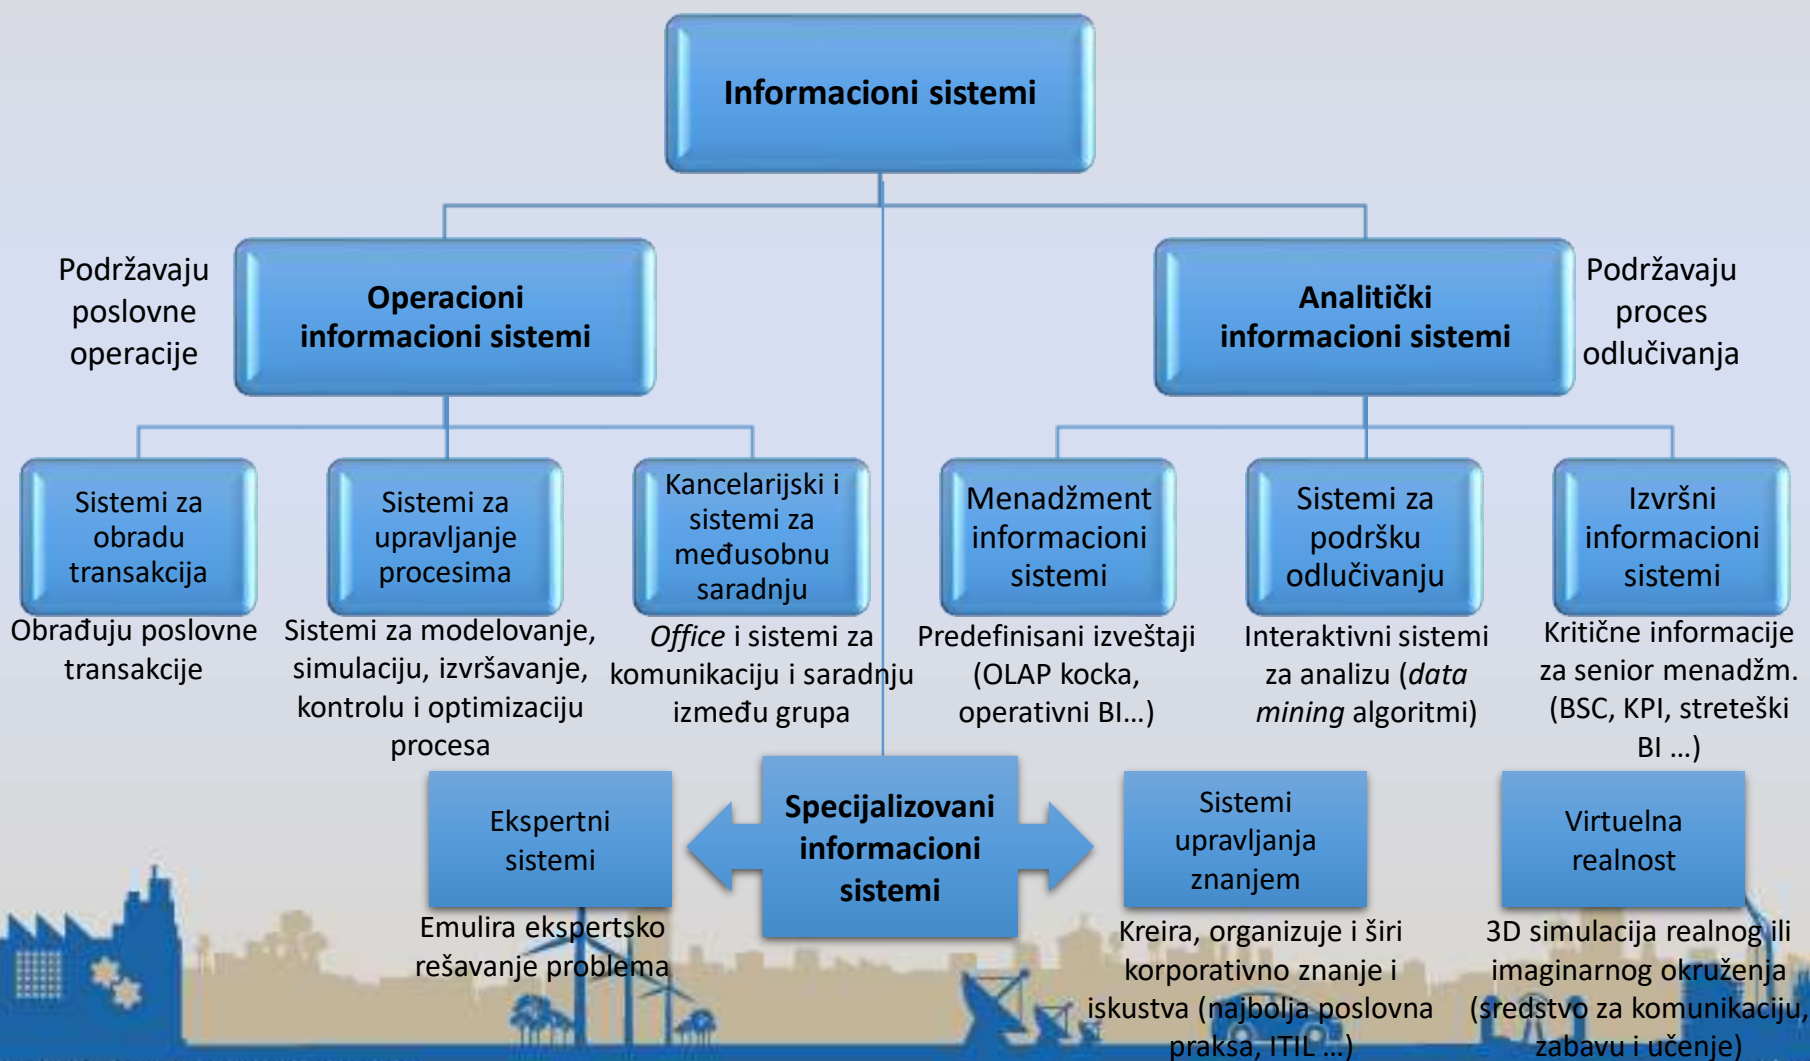 Informacioni sistemi
Podržavaju
poslovne
operacije
Operacioni
informacioni sistemi
Analitički
informacioni sistemi
Podržavaju
proces
odlučivanja
Sistemi za
obradu
transakcija
Sistemi za
upravljanje
procesima
Kancelarijski i
sistemi za
međusobnu
saradnju
Menadžment
informacioni
sistemi
Sistemi za
podršku
odlučivanju
Izvršni
informacioni
sistemi
Obrađuju poslovne
transakcije
Sistemi za modelovanje,
simulaciju, izvršavanje,
kontrolu i optimizaciju
procesa
Office i sistemi za
komunikaciju i saradnju
između grupa
Predefinisani izveštaji
(OLAP kocka,
operativni BI…)
Interaktivni sistemi
za analizu (data
mining algoritmi)
Kritične informacije
za senior menadžm.
(BSC, KPI, streteški
BI …)
Ekspertni
sistemi
Specijalizovani
informacioni
sistemi
Sistemi
upravljanja
znanjem
Virtuelna
realnost
Emulira ekspertsko
rešavanje problema
Kreira, organizuje i širi
korporativno znanje i
iskustva (najbolja poslovna
praksa, ITIL …)
3D simulacija realnog ili
imaginarnog okruženja
(sredstvo za komunikaciju,
zabavu i učenje)